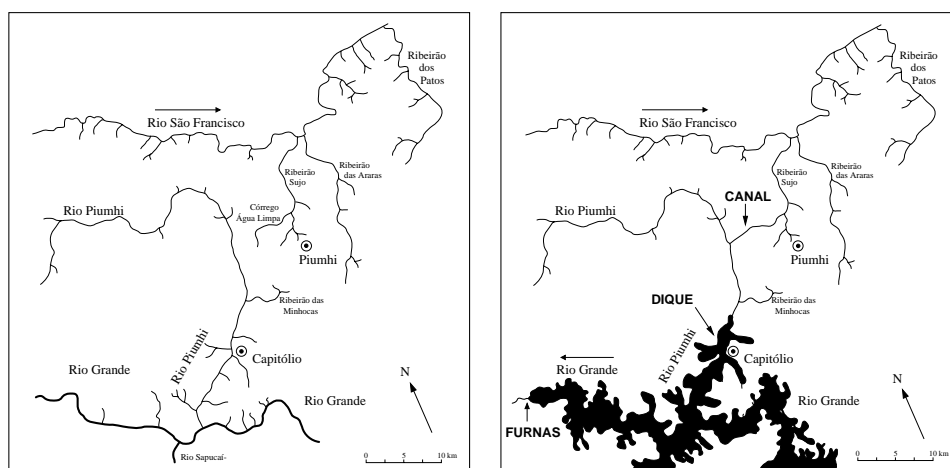 Ribeirão
dos
Patos
Rio São Francisco
Ribeirão
Sujo
Ribeirão
das Araras
Rio Piumhi
Córrego
Água Limpa
Piumhi
Ribeirão das
Minhocas
Rio Piumhi
Capitólio
Rio Grande
N
Rio Grande
Rio Sapucaí-
0
10 km
Ribeirão
dos
Patos
Rio São Francisco
Ribeirão
Sujo
Ribeirão
das Araras
CANAL
Rio Piumhi
Piumhi
DIQUE
Ribeirão das
Minhocas
Rio Piumhi
Capitólio
Rio Grande
N
Rio Grande
FURNAS
0
10 km